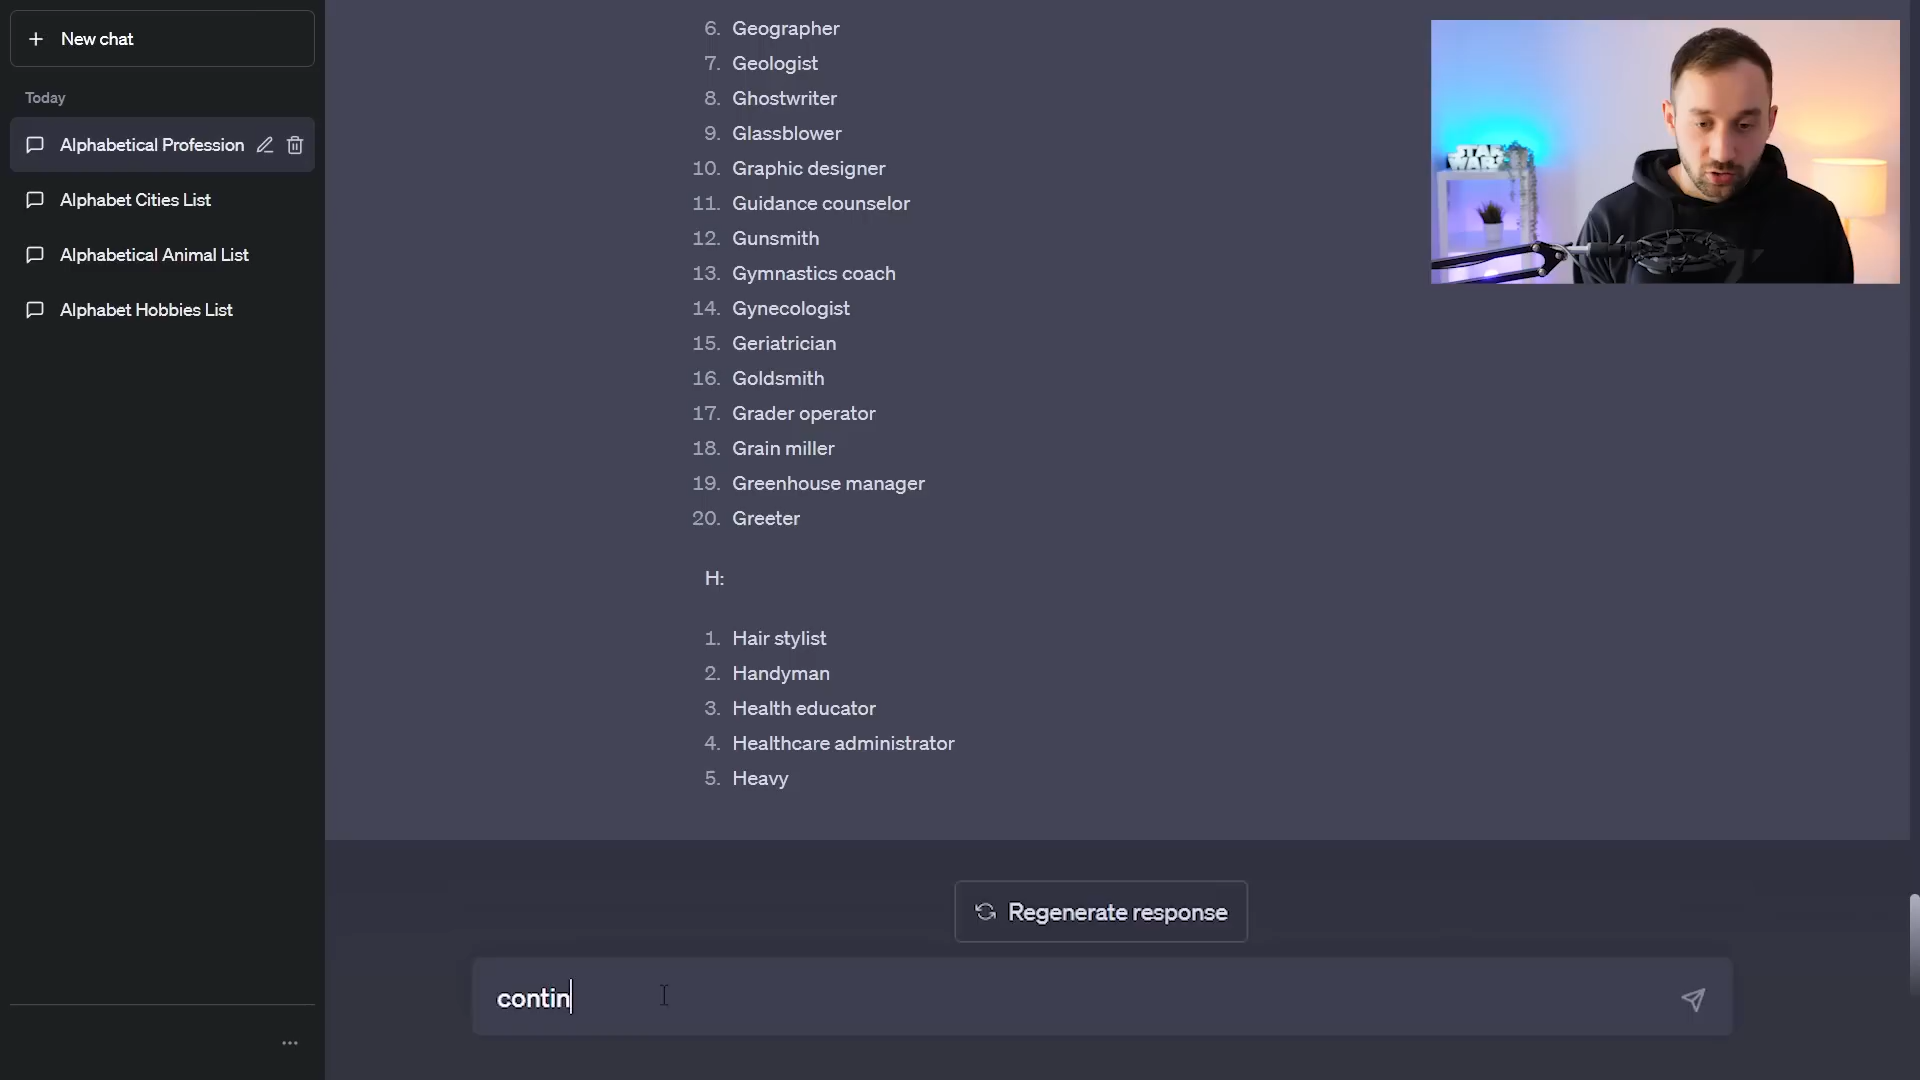 New chat
Today
Alphabetical Profession
Alphabet Cities List
Alphabetical Animal List
Alphabet Hobbies List
6. Geographer
7. Geologist
8. Ghostwriter
9. Glassblower
10. Graphic designer
11. Guidance counselor
12. Gunsmith
13. Gymnastics coach
14. Gynecologist
15. Geriatrician
16. Goldsmith
17. Grader operator
18. Grain miller
19. Greenhouse manager
20. Greeter
H:
1. Hair stylist
2. Handyman
3. Health educator
4. Healthcare administrator
5. Heavy
Regenerate response
contin
STAR
WARS